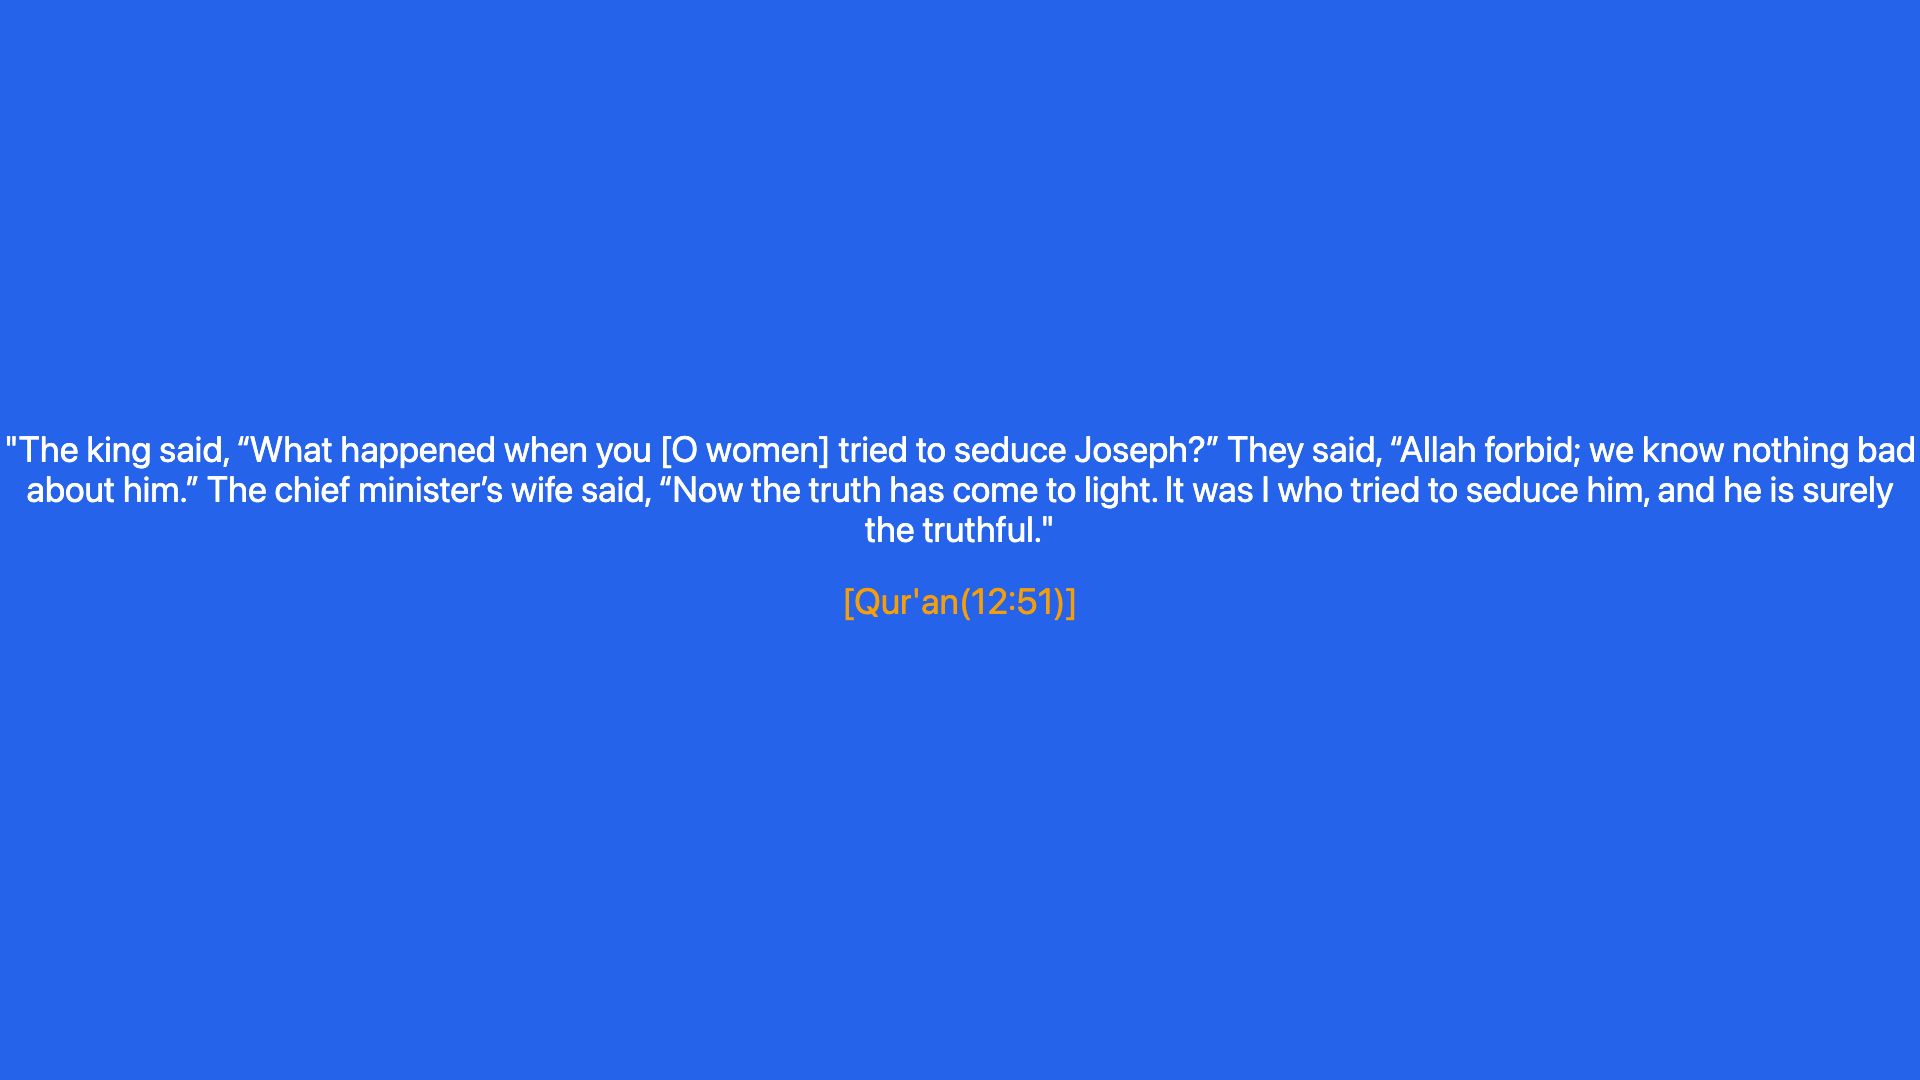 "The king said, “What happened when you [O women] tried to seduce Joseph?” They said, “Allah forbid; we know nothing bad
about him.” The chief minister’s wife said, “Now the truth has come to light. It was I who tried to seduce him, and he is surely
the truthful."
[Qur'an(12:51)]